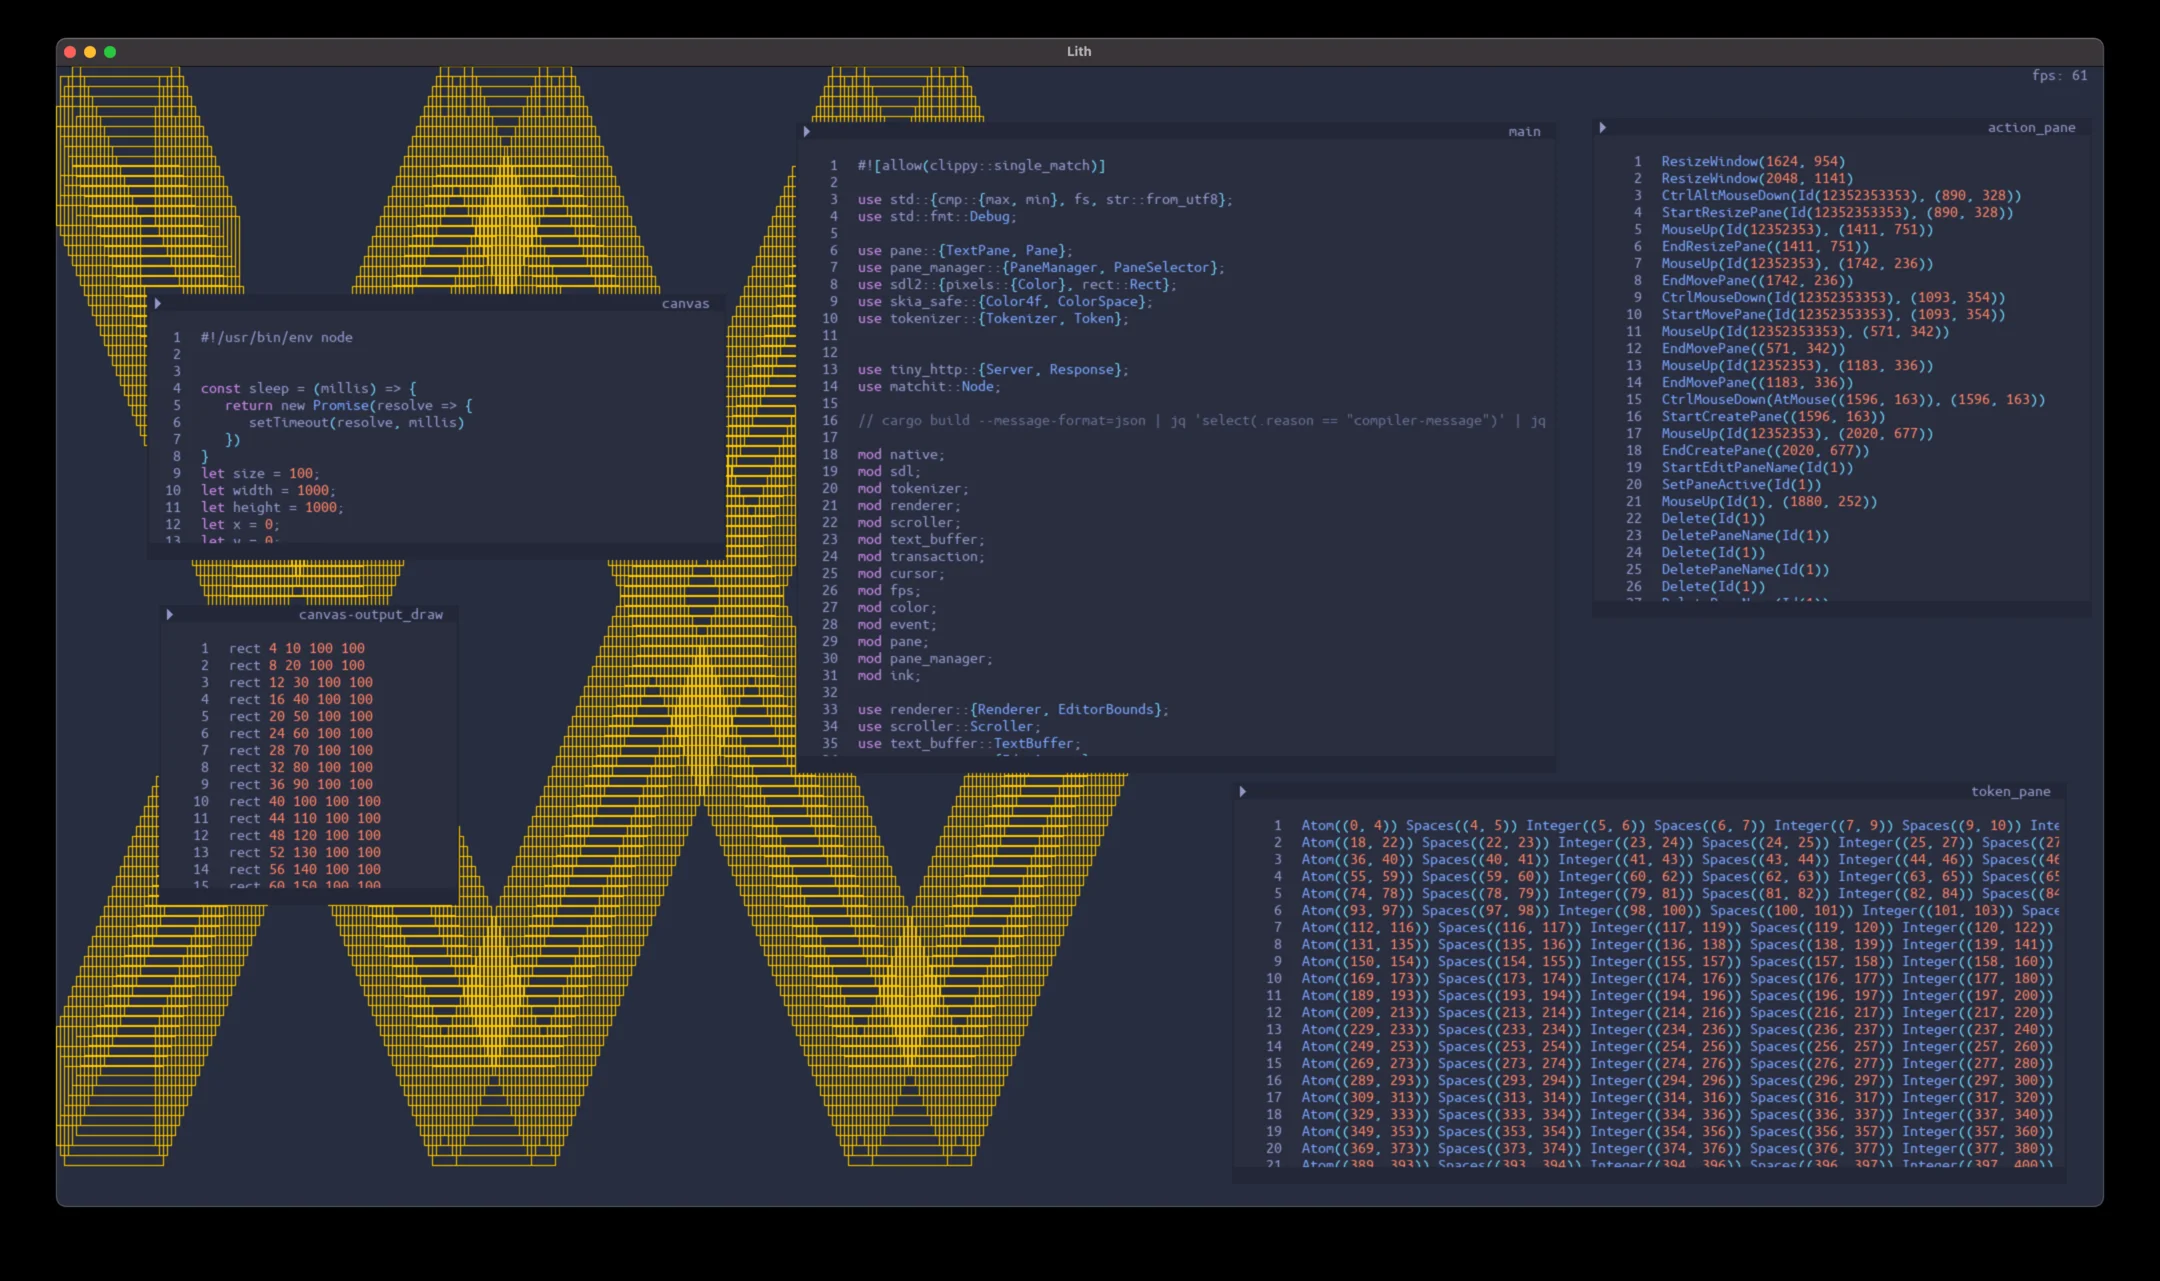 Lith
fps: 61
canvas
1 #!/usr/bin/env node
2
3
4 const sleep = (millis) => {
5 return new Promise(resolve => {
6 setTimeout(resolve, millis)
7 })
8 }
9 let size = 100;
10 let width = 1000;
11 let height = 1000;
12 let x = 0;
13 let y = 0;
canvas-output_draw
1 rect 4 10 100 100
2 rect 8 20 100 100
3 rect 12 30 100 100
4 rect 16 40 100 100
5 rect 20 50 100 100
6 rect 24 60 100 100
7 rect 28 70 100 100
8 rect 32 80 100 100
9 rect 36 90 100 100
10 rect 40 100 100 100
11 rect 44 110 100 100
12 rect 48 120 100 100
13 rect 52 130 100 100
14 rect 56 140 100 100
15 rect 60 150 100 100
main
1 #![allow(clippy::single_match)]
2
3 use std::{cmp::{max, min}, fs, str::from_utf8};
4 use std::fmt::Debug;
5
6 use pane::{TextPane, Pane};
7 use pane_manager::{PaneManager, PaneSelector};
8 use sdl2::{pixels::{Color}, rect::Rect};
9 use skia_safe::{Color4f, ColorSpace};
10 use tokenizer::{Tokenizer, Token};
11
12
13 use tiny_http::{Server, Response};
14 use matchit::Node;
15
16 // cargo build --message-format=json | jq 'select(.reason == "compiler-message")' | jq
17
18 mod native;
19 mod sdl;
20 mod tokenizer;
21 mod renderer;
22 mod scroller;
23 mod text_buffer;
24 mod transaction;
25 mod cursor;
26 mod fps;
27 mod color;
28 mod event;
29 mod pane;
30 mod pane_manager;
31 mod ink;
32
33 use renderer::{Renderer, EditorBounds};
34 use scroller::Scroller;
35 use text_buffer::TextBuffer;
action_pane
1 ResizeWindow(1624, 954)
2 ResizeWindow(2048, 1141)
3 CtrlAltMouseDown(Id(12352353353), (890, 328))
4 StartResizePane(Id(12352353353), (890, 328))
5 MouseUp(Id(12352353), (1411, 751))
6 EndResizePane((1411, 751))
7 MouseUp(Id(12352353), (1742, 236))
8 EndMovePane((1742, 236))
9 CtrlMouseDown(Id(12352353353), (1093, 354))
10 StartMovePane(Id(12352353353), (1093, 354))
11 MouseUp(Id(12352353353), (571, 342))
12 EndMovePane((571, 342))
13 MouseUp(Id(12352353), (1183, 336))
14 EndMovePane((1183, 336))
15 CtrlMouseDown(AtMouse((1596, 163)), (1596, 163))
16 StartCreatePane((1596, 163))
17 MouseUp(Id(12352353), (2020, 677))
18 EndCreatePane((2020, 677))
19 StartEditPaneName(Id(1))
20 SetPaneActive(Id(1))
21 MouseUp(Id(1), (1880, 252))
22 Delete(Id(1))
23 DeletePaneName(Id(1))
24 Delete(Id(1))
25 DeletePaneName(Id(1))
26 Delete(Id(1))
token_pane
1 Atom((0, 4)) Spaces((4, 5)) Integer((5, 6)) Spaces((6, 7)) Integer((7, 9)) Spaces((9, 10)) Inte
2 Atom((18, 22)) Spaces((22, 23)) Integer((23, 24)) Spaces((24, 25)) Integer((25, 27)) Spaces((27
3 Atom((36, 40)) Spaces((40, 41)) Integer((41, 43)) Spaces((43, 44)) Integer((44, 46)) Spaces((46
4 Atom((55, 59)) Spaces((59, 60)) Integer((60, 62)) Spaces((62, 63)) Integer((63, 65)) Spaces((65
5 Atom((74, 78)) Spaces((78, 79)) Integer((79, 81)) Spaces((81, 82)) Integer((82, 84)) Spaces((84
6 Atom((93, 97)) Spaces((97, 98)) Integer((98, 100)) Spaces((100, 101)) Integer((101, 103)) Space
7 Atom((112, 116)) Spaces((116, 117)) Integer((117, 119)) Spaces((119, 120)) Integer((120, 122))
8 Atom((131, 135)) Spaces((135, 136)) Integer((136, 138)) Spaces((138, 139)) Integer((139, 141))
9 Atom((150, 154)) Spaces((154, 155)) Integer((155, 157)) Spaces((157, 158)) Integer((158, 160))
10 Atom((169, 173)) Spaces((173, 174)) Integer((174, 176)) Spaces((176, 177)) Integer((177, 180))
11 Atom((189, 193)) Spaces((193, 194)) Integer((194, 196)) Spaces((196, 197)) Integer((197, 200))
12 Atom((209, 213)) Spaces((213, 214)) Integer((214, 216)) Spaces((216, 217)) Integer((217, 220))
13 Atom((229, 233)) Spaces((233, 234)) Integer((234, 236)) Spaces((236, 237)) Integer((237, 240))
14 Atom((249, 253)) Spaces((253, 254)) Integer((254, 256)) Spaces((256, 257)) Integer((257, 260))
15 Atom((269, 273)) Spaces((273, 274)) Integer((274, 276)) Spaces((276, 277)) Integer((277, 280))
16 Atom((289, 293)) Spaces((293, 294)) Integer((294, 296)) Spaces((296, 297)) Integer((297, 300))
17 Atom((309, 313)) Spaces((313, 314)) Integer((314, 316)) Spaces((316, 317)) Integer((317, 320))
18 Atom((329, 333)) Spaces((333, 334)) Integer((334, 336)) Spaces((336, 337)) Integer((337, 340))
19 Atom((349, 353)) Spaces((353, 354)) Integer((354, 356)) Spaces((356, 357)) Integer((357, 360))
20 Atom((369, 373)) Spaces((373, 374)) Integer((374, 376)) Spaces((376, 377)) Integer((377, 380))
21 Atom((389, 393)) Spaces((393, 394)) Integer((394, 396)) Spaces((396, 397)) Integer((397, 400))